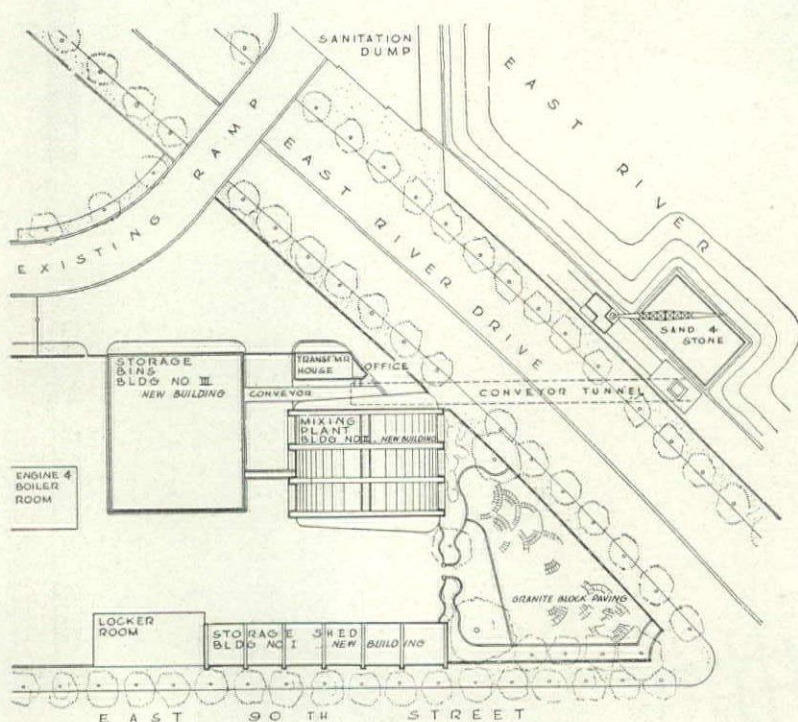 SANITATION
DUMP
EAST RIVER
EXISTING RAMP
EAST RIVER DRIVE
SAND &
STONE
STORAGE
BINS
BLDG NO III
NEW BUILDING
TRANSFMR
HOUSE
OFFICE
CONVEYOR
CONVEYOR TUNNEL
MIXING
PLANT
BLDG NO II . NEW BUILDING
ENGINE &
BOILER
ROOM
GRANITE BLOCK PAVING
LOCKER
ROOM
STORAGE SHED
BLDG NO I ... NEW BUILDING
EAST 90TH STREET